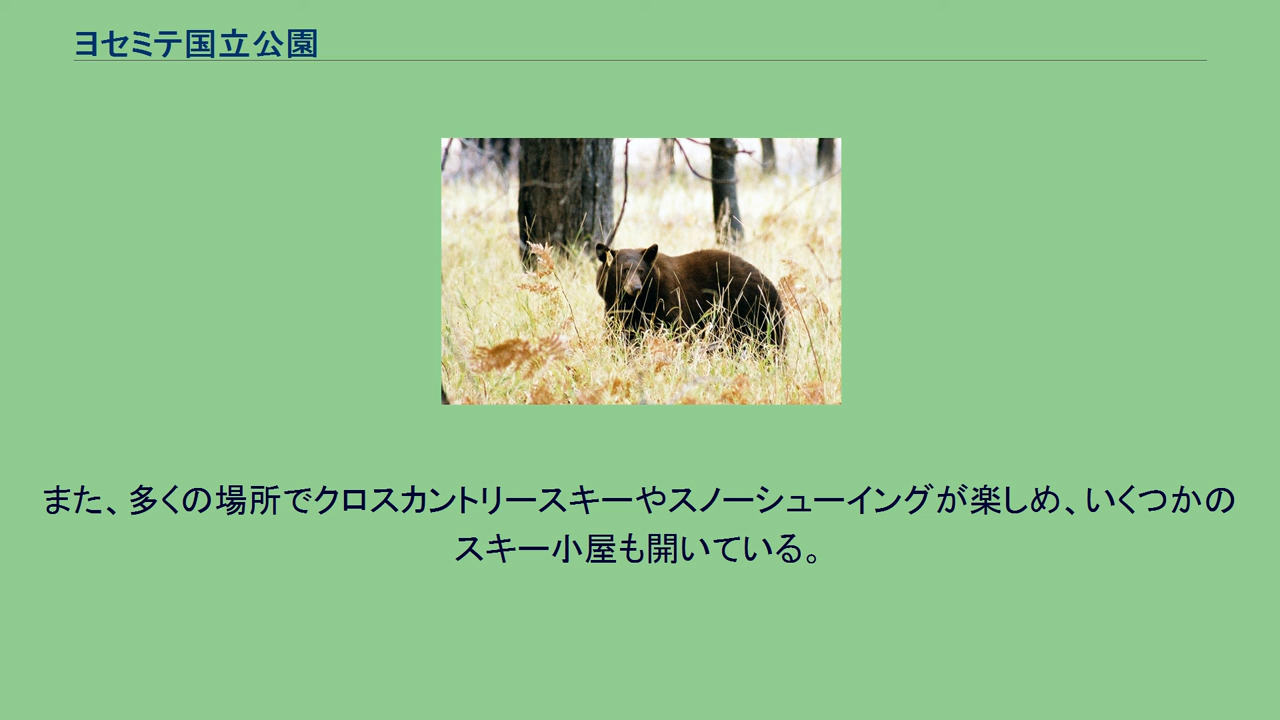 ヨセミテ国立公園
また、多くの場所でクロスカントリースキーやスノーシューイングが楽しめ、いくつかの
スキー小屋も開いている。